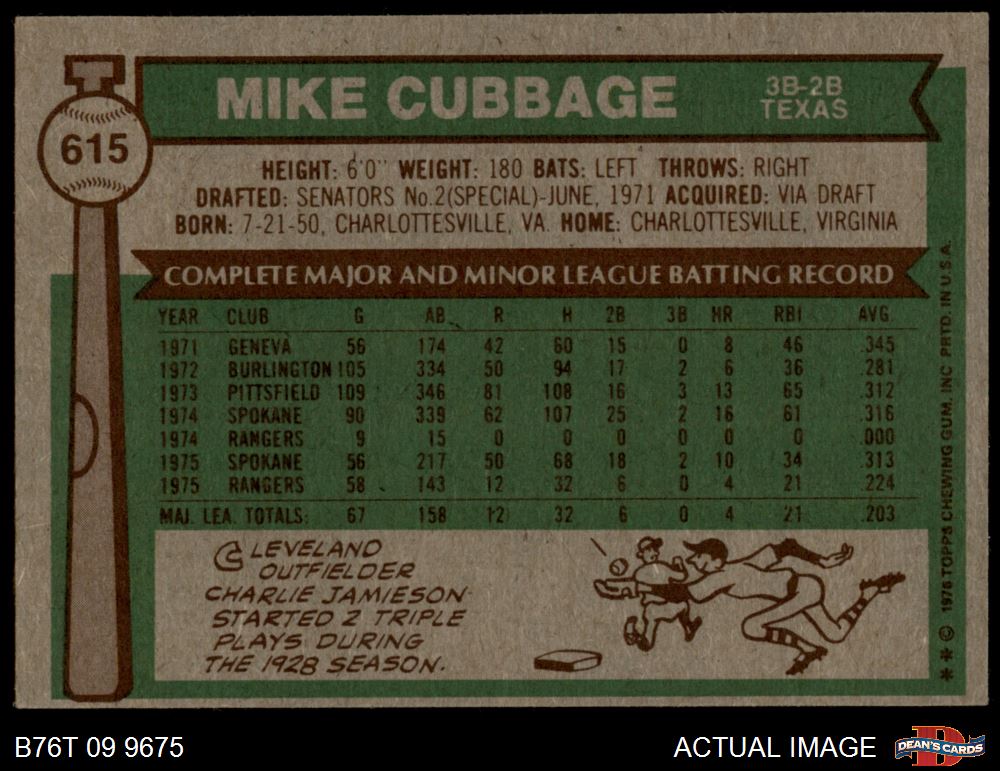 MIKE CUBBAGE
3B-2B
TEXAS
615
HEIGHT: 6'0" WEIGHT: 180 BATS: LEFT THROWS: RIGHT
DRAFTED: SENATORS No.2(SPECIAL)-JUNE, 1971 ACQUIRED: VIA DRAFT
BORN: 7-21-50, CHARLOTTESVILLE, VA. HOME: CHARLOTTESVILLE, VIRGINIA
COMPLETE MAJOR AND MINOR LEAGUE BATTING RECORD
YEAR CLUB G AB R H 2B 3B HR RBI AVG.
1971 GENEVA 56 174 42 60 15 0 8 46 .345
1972 BURLINGTON 105 334 50 94 17 2 6 36 .281
1973 PITTSFIELD 109 346 81 108 16 3 13 65 .312
1974 SPOKANE 90 339 62 107 25 2 16 61 .316
1974 RANGERS 9 15 0 0 0 0 0 0 .000
1975 SPOKANE 56 217 50 68 18 2 10 34 .313
1975 RANGERS 58 143 12 32 6 0 4 21 .224
MAJ. LEA. TOTALS: 67 158 12 32 6 0 4 21 .203
CLEVELAND
OUTFIELDER
CHARLIE JAMIESON
STARTED 2 TRIPLE
PLAYS DURING
THE 1928 SEASON.
** © 1976 TOPPS CHEWING GUM, INC PRTD. IN U.S.A.
B76T 09 9675
ACTUAL IMAGE
D
DEAN'S CARDS